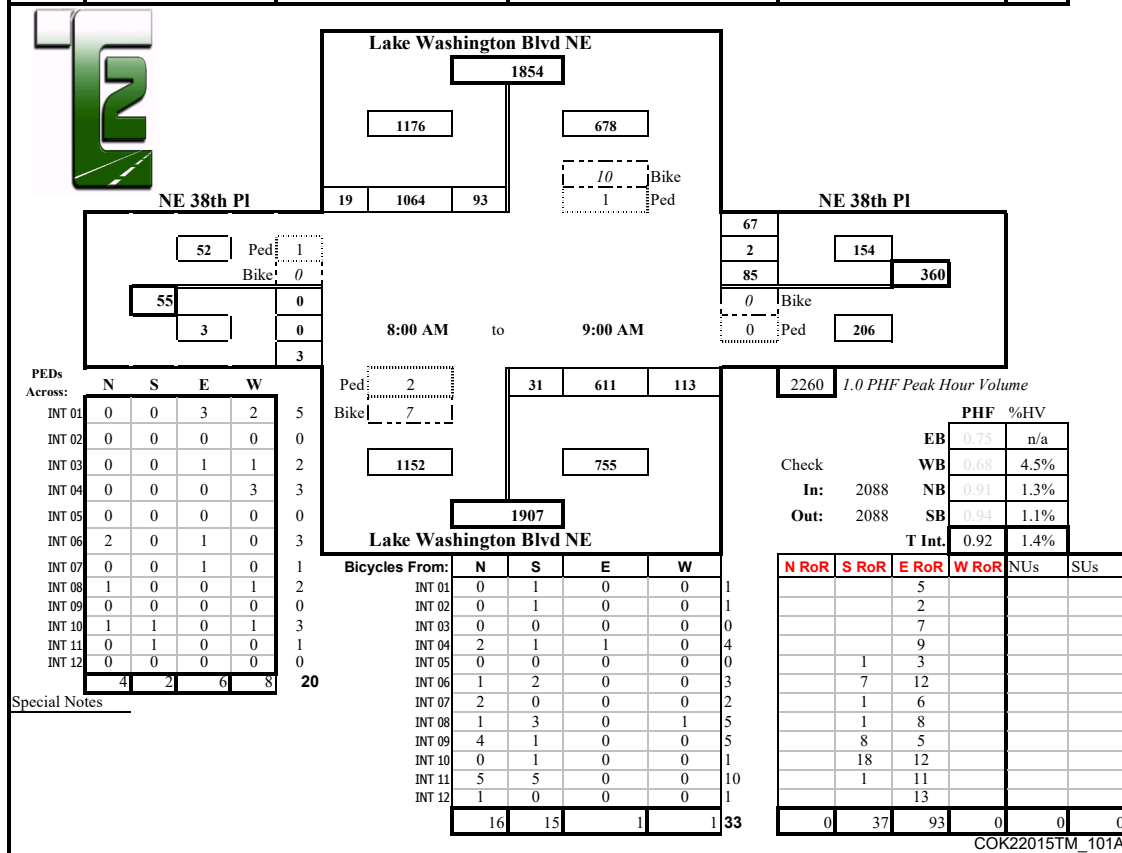 T2
Lake Washington Blvd NE
1854
1176 678
10 Bike
1 Ped
NE 38th Pl 19 1064 93 NE 38th Pl
67
52 Ped 1 2 154
Bike 0 85 360
55 0 0 Bike
3 0 8:00 AM to 9:00 AM 0 Ped 206
3
PEDs
Across: N S E W Ped 2 31 611 113 2260 1.0 PHF Peak Hour Volume
INT 01 0 0 3 2 5 Bike 7 PHF %HV
INT 02 0 0 0 0 0 EB 0.75 n/a
INT 03 0 0 1 1 2 1152 755 Check WB 0.68 4.5%
INT 04 0 0 0 3 3 In: 2088 NB 0.91 1.3%
INT 05 0 0 0 0 0 1907 Out: 2088 SB 0.94 1.1%
INT 06 2 0 1 0 3 Lake Washington Blvd NE T Int. 0.92 1.4%
INT 07 0 0 1 0 1 Bicycles From: N S E W N RoR S RoR E RoR W RoR NUs SUs
INT 08 1 0 0 1 2 INT 01 0 1 0 0 1 5
INT 09 0 0 0 0 0 INT 02 0 1 0 0 1 2
INT 10 1 1 0 1 3 INT 03 0 0 0 0 0 7
INT 11 0 1 0 0 1 INT 04 2 1 1 0 4 9
INT 12 0 0 0 0 0 INT 05 0 0 0 0 0 1 3
4 2 6 8 20 INT 06 1 2 0 0 3 7 12
Special Notes INT 07 2 0 0 0 2 1 6
INT 08 1 3 0 1 5 1 8
INT 09 4 1 0 0 5 8 5
INT 10 0 1 0 0 1 18 12
INT 11 5 5 0 0 10 1 11
INT 12 1 0 0 0 1 13
16 15 1 1 33 0 37 93 0 0 0
COK22015TM_101A